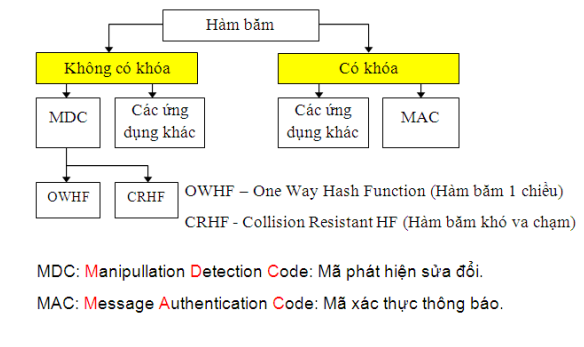 Hàm băm
Không có khóa
Có khóa
MDC
Các ứng
dụng khác
Các ứng
dụng khác
MAC
OWHF
CRHF
OWHF – One Way Hash Function (Hàm băm 1 chiều)
CRHF - Collision Resistant HF (Hàm băm khó va chạm)
MDC: Manipullation Detection Code: Mã phát hiện sửa đổi.
MAC: Message Authentication Code: Mã xác thực thông báo.